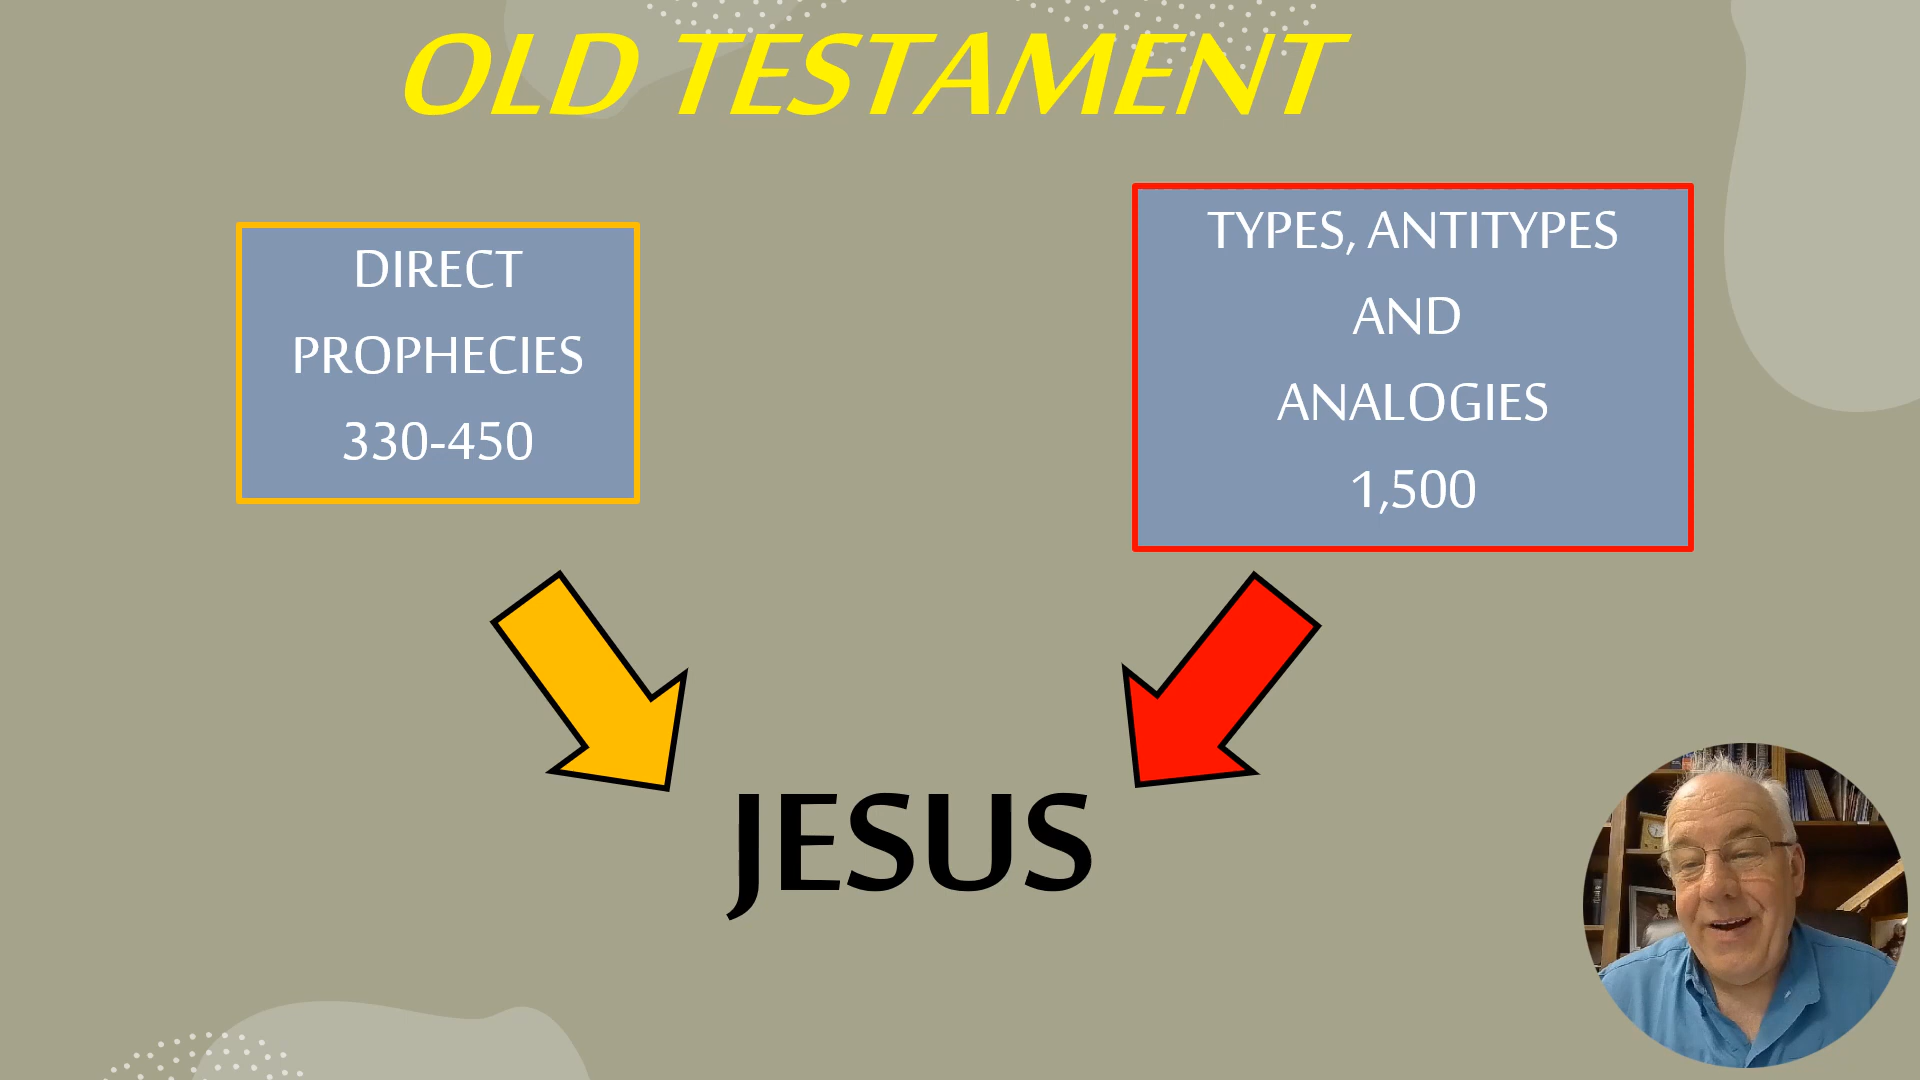 OLD TESTAMENT
DIRECT
PROPHECIES
330-450
TYPES, ANTITYPES
AND
ANALOGIES
1,500
JESUS